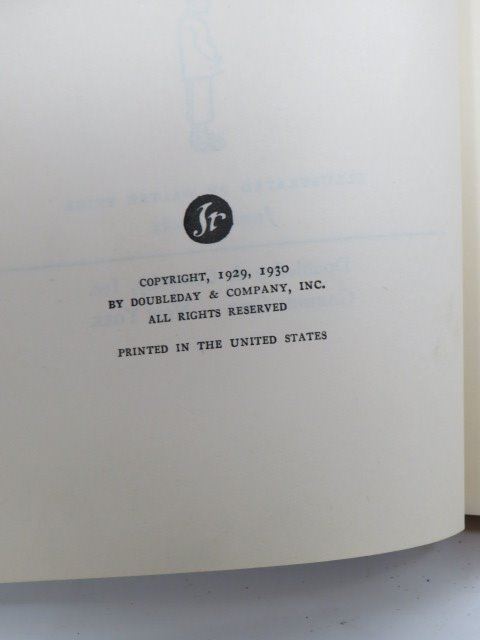 Jr
COPYRIGHT, 1929, 1930
BY DOUBLEDAY & COMPANY, INC.
ALL RIGHTS RESERVED
PRINTED IN THE UNITED STATES